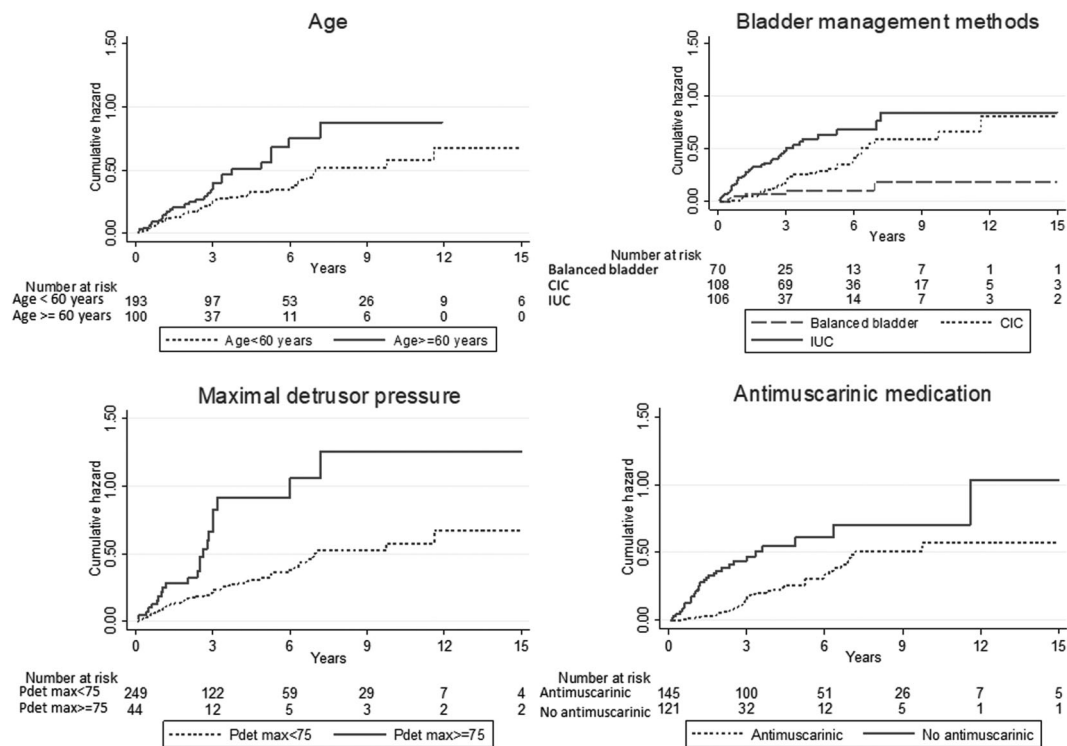 Age
Cumulative hazard
1.50
1.00
0.50
0.00
0 3 6 9 12 15
Years
Number at risk
Age < 60 years 193 97 53 26 9 6
Age >= 60 years 100 37 11 6 0 0
Age<60 years Age>=60 years
Bladder management methods
Cumulative hazard
1.50
1.00
0.50
0.00
0 3 6 9 12 15
Years
Number at risk
Balanced bladder 70 25 13 7 1 1
CIC 108 69 36 17 5 3
IUC 106 37 14 7 3 2
Balanced bladder CIC
IUC
Maximal detrusor pressure
Cumulative hazard
1.50
1.00
0.50
0.00
0 3 6 9 12 15
Years
Number at risk
Pdet max<75 249 122 59 29 7 4
Pdet max>=75 44 12 5 3 2 2
Pdet max<75 Pdet max>=75
Antimuscarinic medication
Cumulative hazard
1.50
1.00
0.50
0.00
0 3 6 9 12 15
Years
Number at risk
Antimuscarinic 145 100 51 26 7 5
No antimuscarinic 121 32 12 5 1 1
Antimuscarinic No antimuscarinic